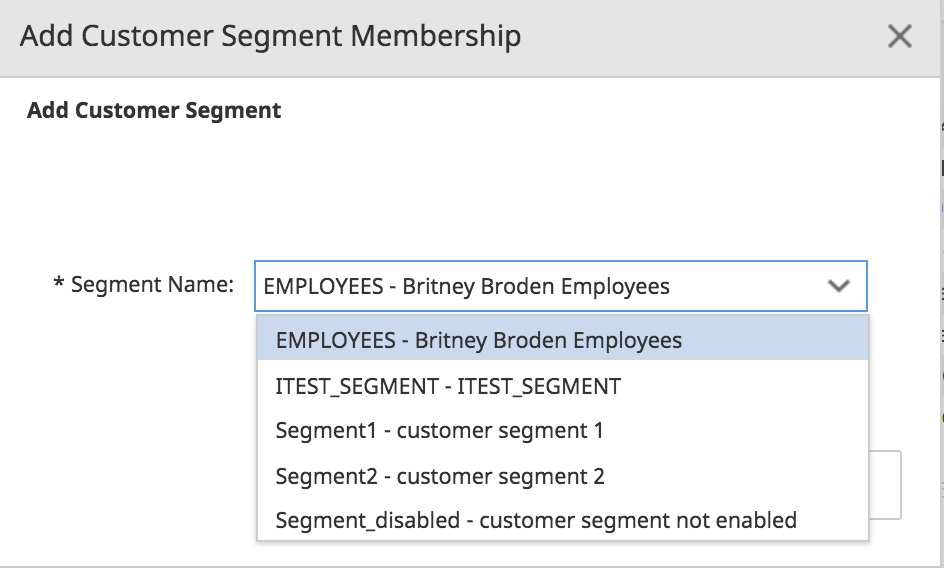 Add Customer Segment Membership
Add Customer Segment
* Segment Name: EMPLOYEES - Britney Broden Employees
EMPLOYEES - Britney Broden Employees
ITEST_SEGMENT - ITEST_SEGMENT
Segment1 - customer segment 1
Segment2 - customer segment 2
Segment_disabled - customer segment not enabled